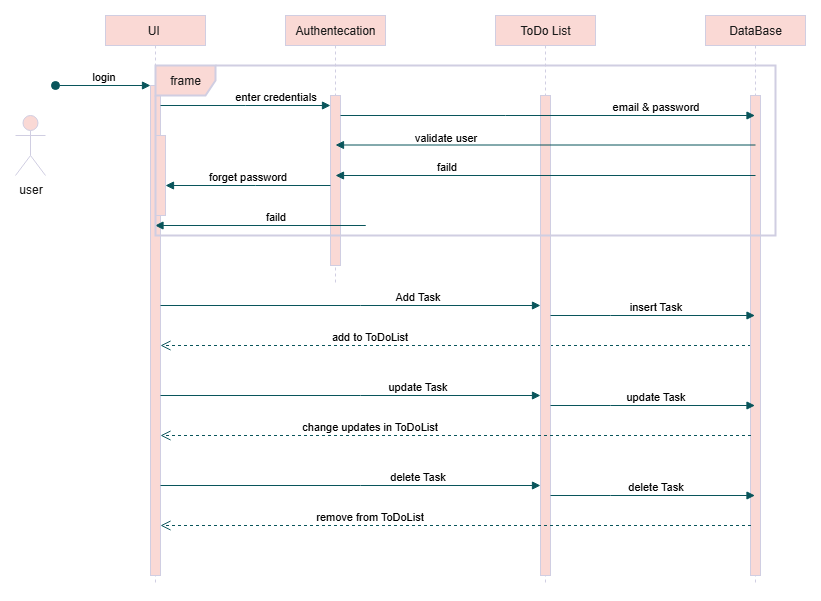 UI
Authentecation
ToDo List
DataBase
login
frame
enter credentials
email & password
validate user
faild
forget password
user
faild
Add Task
insert Task
add to ToDoList
update Task
update Task
change updates in ToDoList
delete Task
delete Task
remove from ToDoList